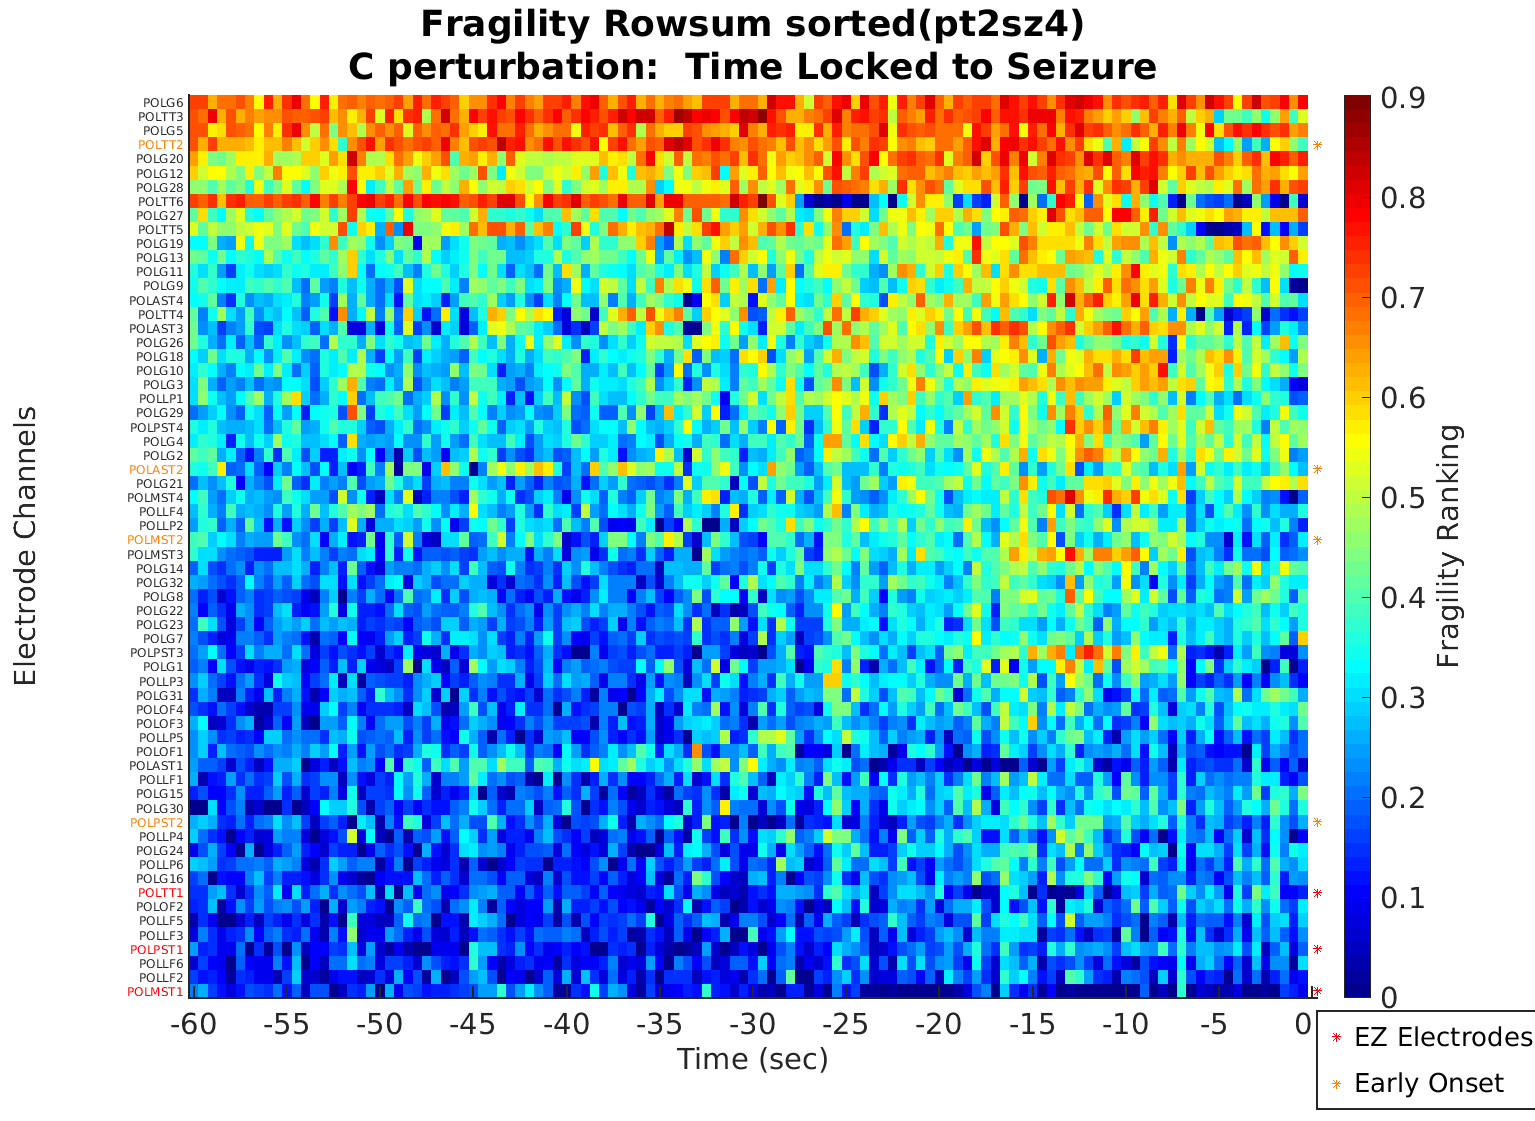 Fragility Rowsum sorted(pt2sz4)
C perturbation:  Time Locked to Seizure
Electrode Channels
POLG6
POLTT3
POLG5
POLTT2
POLG20
POLG12
POLG28
POLTT6
POLG27
POLTT5
POLG19
POLG13
POLG11
POLG9
POLAST4
POLTT4
POLAST3
POLG26
POLG18
POLG10
POLG3
POLLP1
POLG29
POLPST4
POLG4
POLG2
POLAST2
POLG21
POLMST4
POLLF4
POLLP2
POLMST2
POLMST3
POLG14
POLG32
POLG8
POLG22
POLG23
POLG7
POLPST3
POLG1
POLLP3
POLG31
POLOF4
POLOF3
POLLP5
POLOF1
POLAST1
POLLF1
POLG15
POLG30
POLPST2
POLLP4
POLG24
POLLP6
POLG16
POLTT1
POLOF2
POLLF5
POLLF3
POLPST1
POLLF6
POLLF2
POLMST1
-60 -55 -50 -45 -40 -35 -30 -25 -20 -15 -10 -5 0
Time (sec)
0.9
0.8
0.7
0.6
0.5
0.4
0.3
0.2
0.1
0
Fragility Ranking
EZ Electrodes
Early Onset